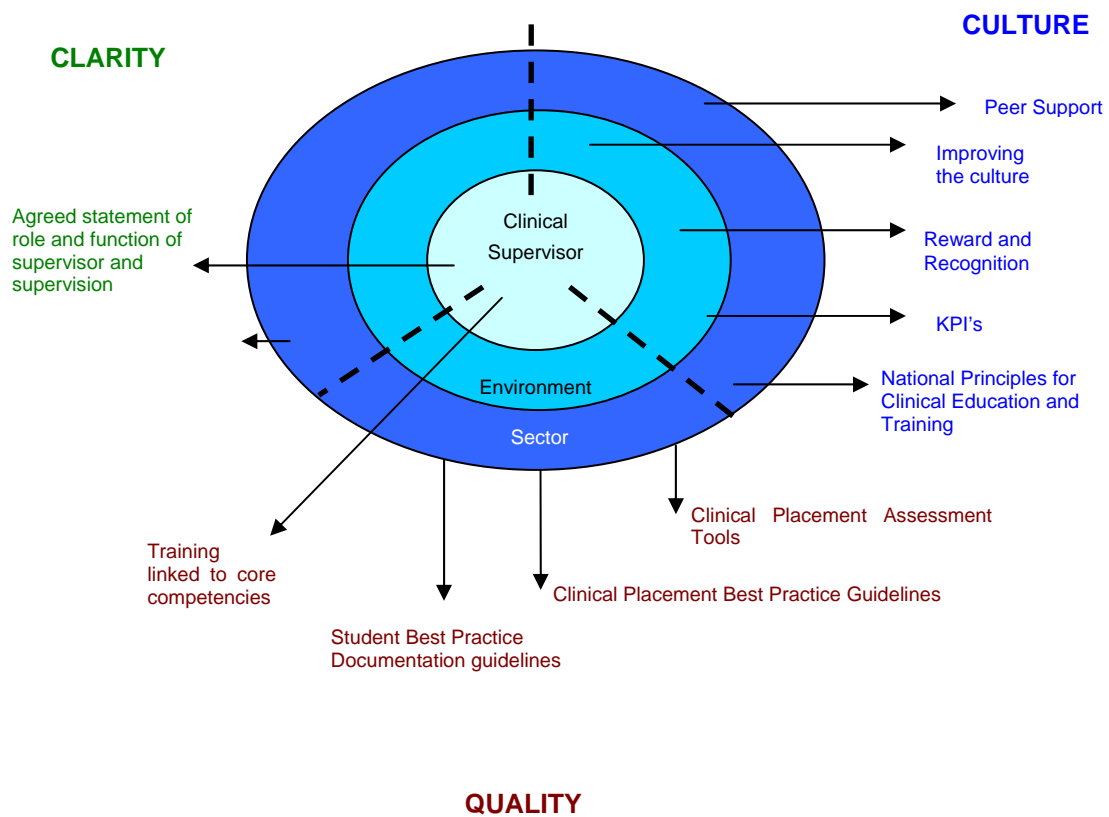 CULTURE
CLARITY
Peer Support
Improving
the culture
Clinical
Supervisor
Agreed statement of
role and function of
supervisor and
supervision
Reward and
Recognition
KPI's
National Principles for
Clinical Education and
Training
Environment
Sector
Clinical Placement Assessment
Tools
Training
linked to core
competencies
Clinical Placement Best Practice Guidelines
Student Best Practice
Documentation guidelines
QUALITY